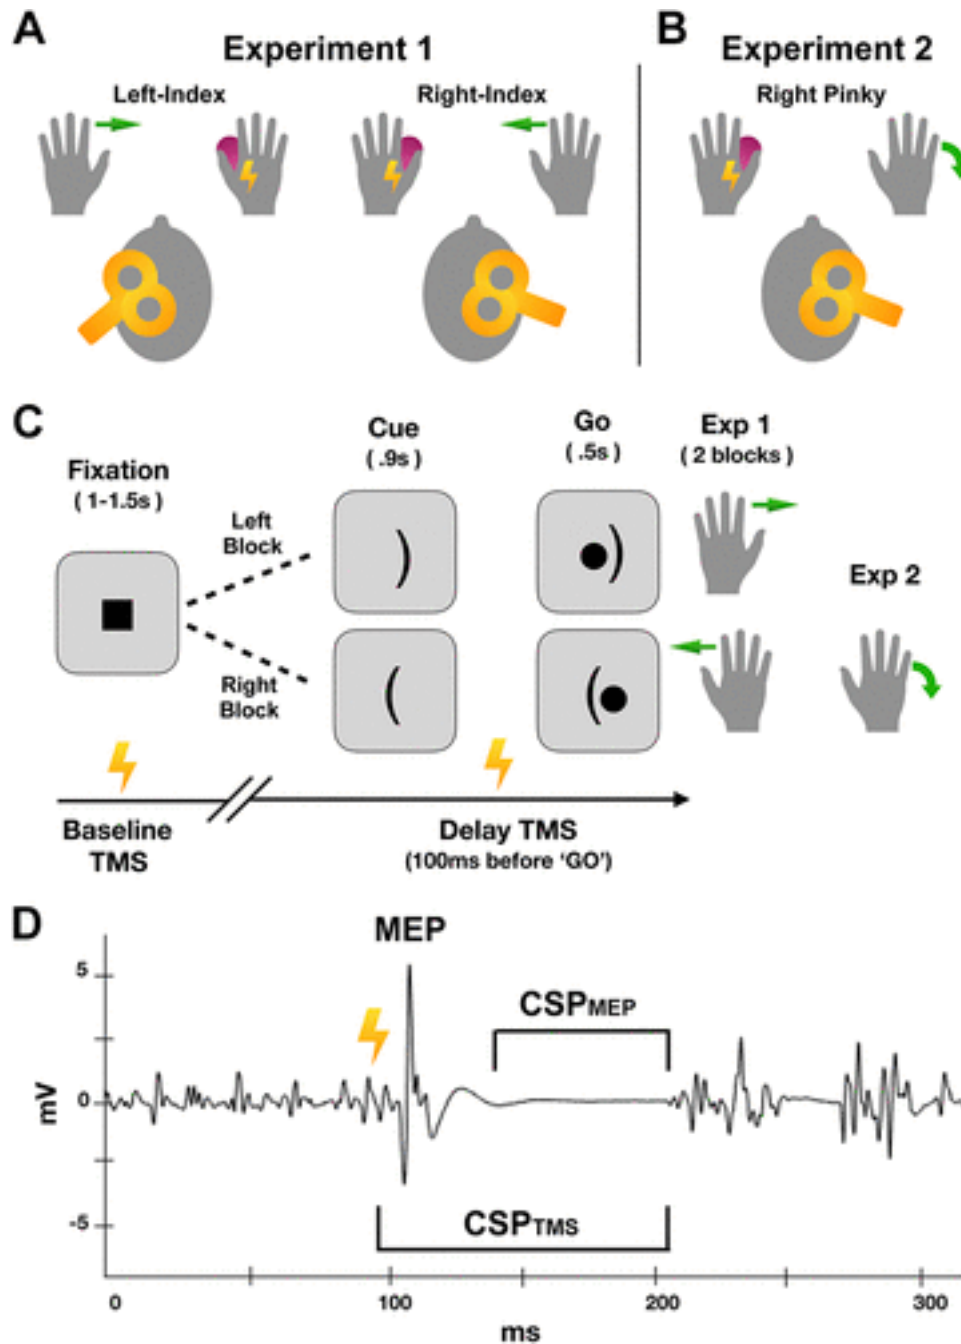 A
Experiment 1
Left-Index
Right-Index
B
Experiment 2
Right Pinky
C
Fixation
( 1-1.5s )
Left
Block
Right
Block
Cue
( .9s )
Go
( .5s )
Exp 1
( 2 blocks )
Exp 2
Baseline
TMS
Delay TMS
(100ms before 'GO')
D
MEP
CSPMEP
CSPTMS
mV
5
0
-5
0
100
200
300
ms